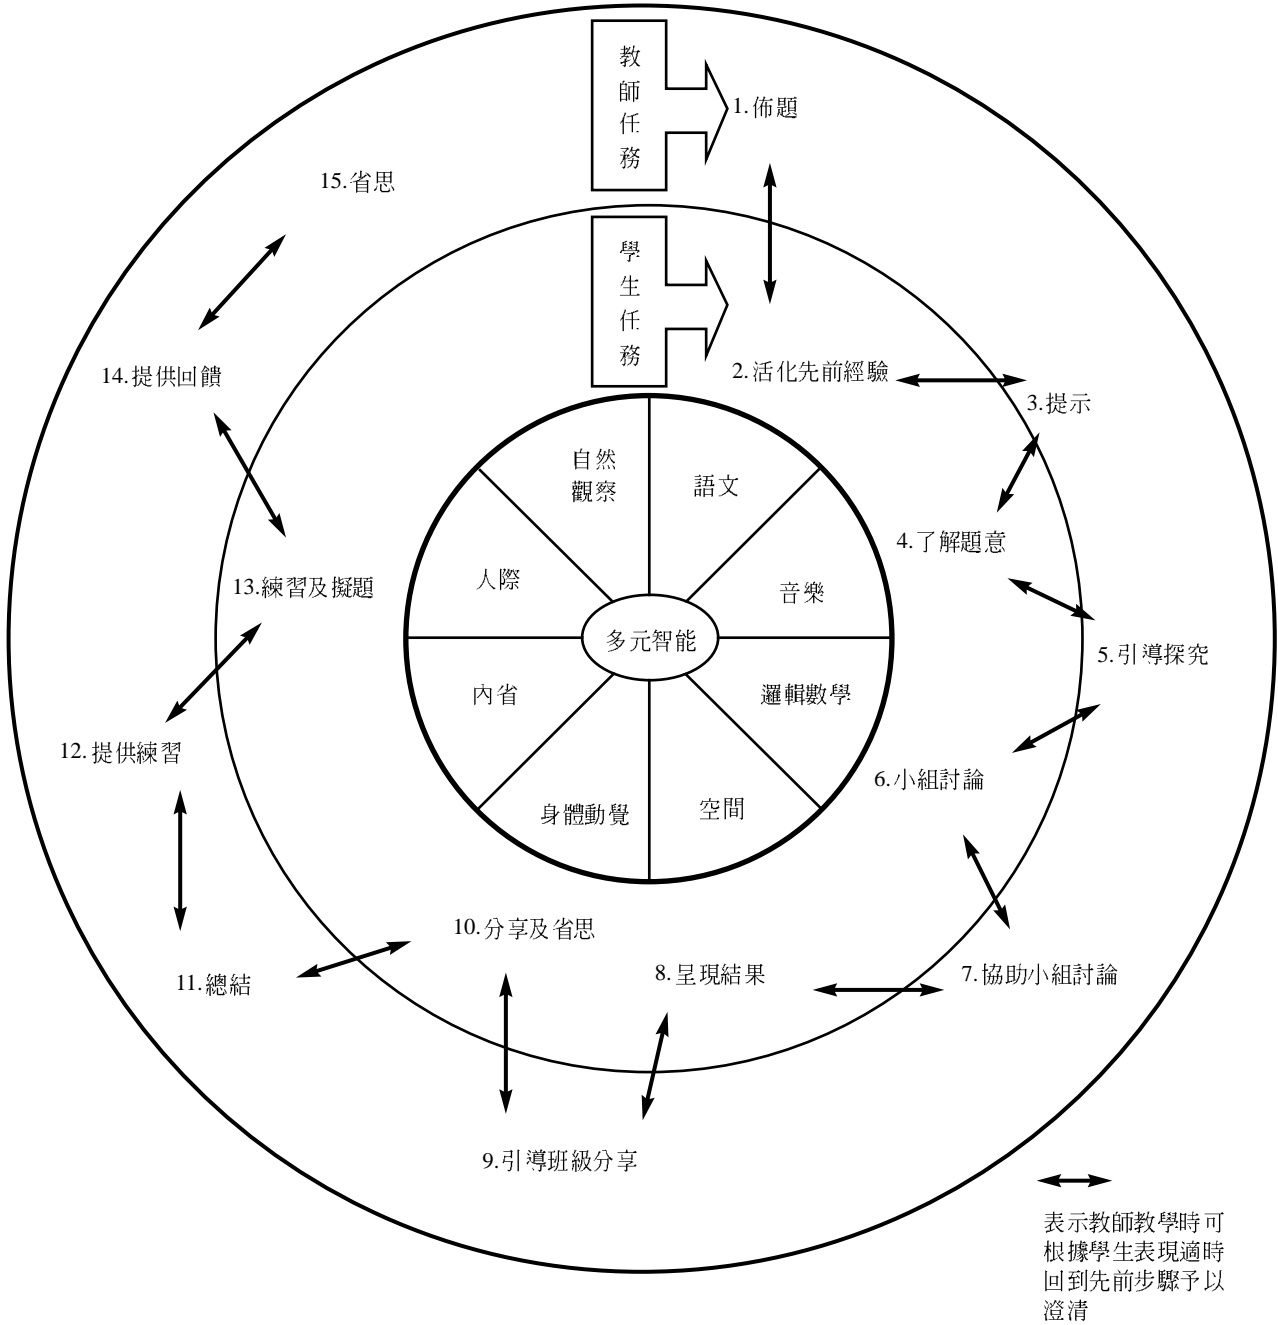 教師任務
1.佈題
15.省思
學生任務
2.活化先前經驗
14.提供回饋
3.提示
自然
觀察
語文
4.了解題意
人際
音樂
13.練習及擬題
多元智能
5.引導探究
內省
邏輯數學
12.提供練習
6.小組討論
身體動覺
空間
10.分享及省思
8.呈現結果
7.協助小組討論
11.總結
9.引導班級分享
表示教師教學時可
根據學生表現適時
回到先前步驟予以
澄清